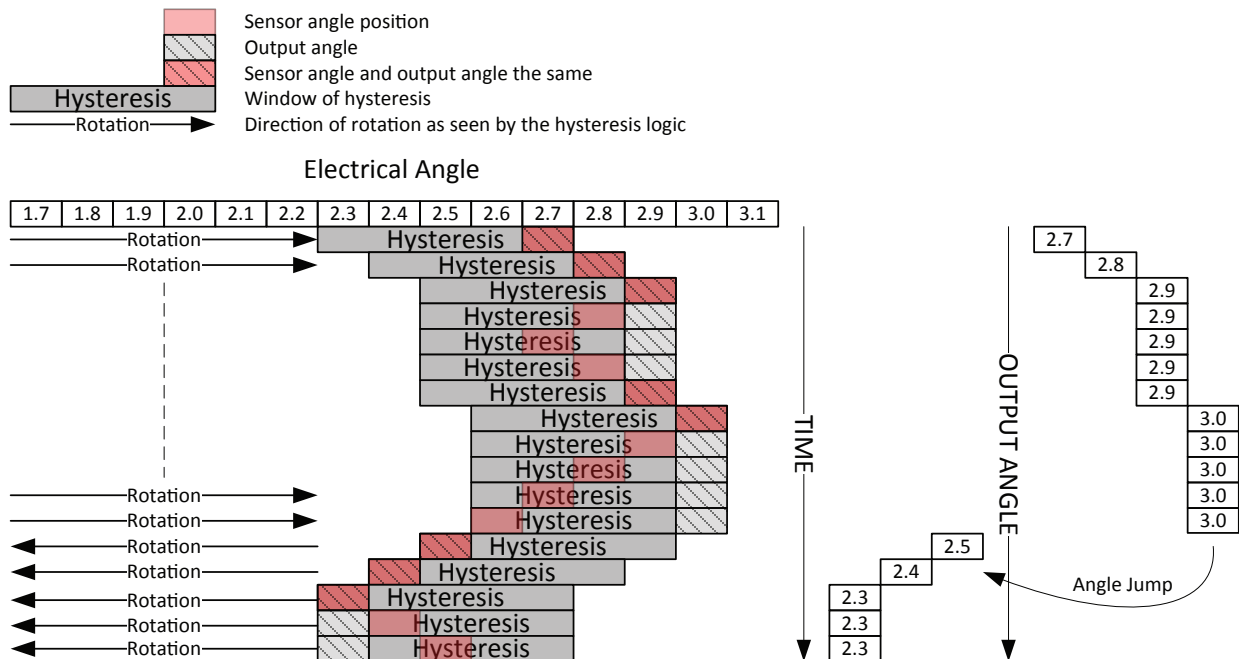 Sensor angle position
Output angle
Sensor angle and output angle the same
Hysteresis Window of hysteresis
Rotation Direction of rotation as seen by the hysteresis logic
Electrical Angle
1.7 1.8 1.9 2.0 2.1 2.2 2.3 2.4 2.5 2.6 2.7 2.8 2.9 3.0 3.1
Rotation Hysteresis 2.7
Rotation Hysteresis 2.8
Hysteresis 2.9
Hysteresis 2.9
Hysteresis 2.9
Hysteresis 2.9
Hysteresis 2.9
Hysteresis 3.0
Hysteresis 3.0
Hysteresis 3.0
Rotation Hysteresis 3.0
Rotation Hysteresis 3.0
Rotation Hysteresis 2.5
Rotation Hysteresis 2.4
Rotation Hysteresis 2.3
Rotation Hysteresis 2.3
Rotation Hysteresis 2.3
TIME
OUTPUT ANGLE
Angle Jump